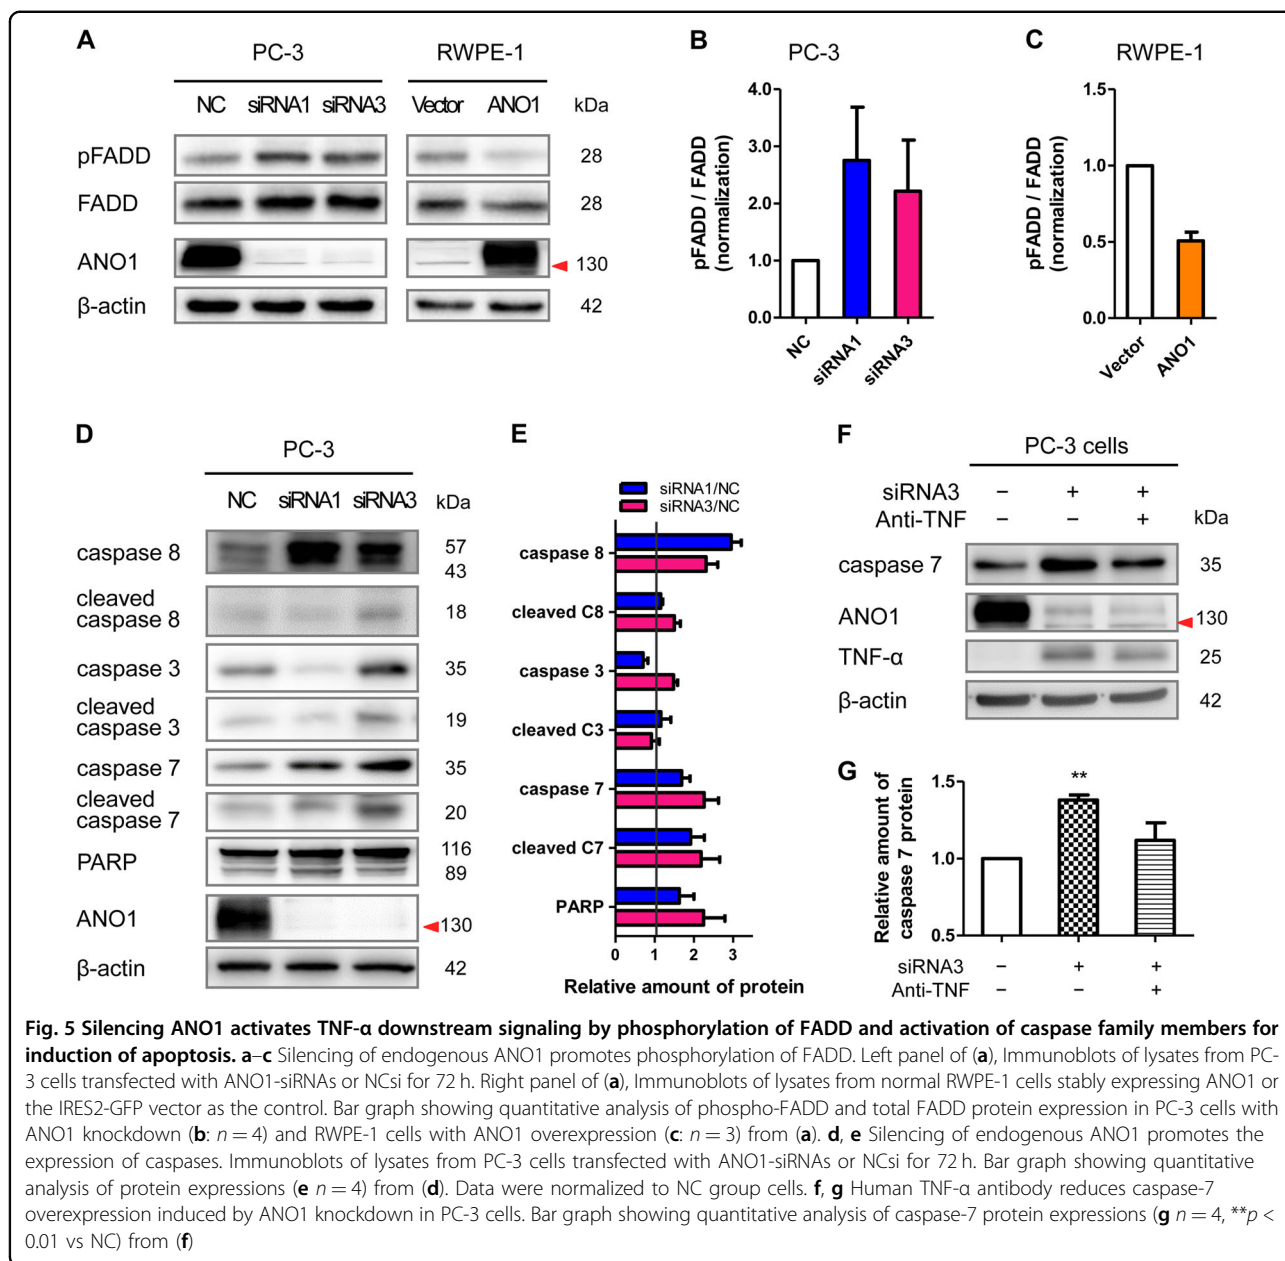 A
PC-3
RWPE-1
NC siRNA1 siRNA3 Vector ANO1 kDa
pFADD 28
FADD 28
ANO1 130
β-actin 42
B
PC-3
pFADD / FADD
(normalization)
4.0
3.0
2.0
1.0
0.0
NC
siRNA1
siRNA3
C
RWPE-1
pFADD / FADD
(normalization)
1.5
1.0
0.5
0.0
Vector
ANO1
D
PC-3
NC siRNA1 siRNA3 kDa
caspase 8 57
43
cleaved
caspase 8 18
caspase 3 35
cleaved
caspase 3 19
caspase 7 35
cleaved
caspase 7 20
PARP 116
89
ANO1 130
β-actin 42
E
siRNA1/NC
siRNA3/NC
caspase 8
cleaved C8
caspase 3
cleaved C3
caspase 7
cleaved C7
PARP
0 1 2 3
Relative amount of protein
F
PC-3 cells
siRNA3 − + +
Anti-TNF − − + kDa
caspase 7 35
ANO1 130
TNF-α 25
β-actin 42
G
Relative amount of
caspase 7 protein
1.5
1.0
0.5
**
siRNA3 − + +
Anti-TNF − − +
Fig. 5 Silencing ANO1 activates TNF-α downstream signaling by phosphorylation of FADD and activation of caspase family members for
induction of apoptosis. a–c Silencing of endogenous ANO1 promotes phosphorylation of FADD. Left panel of (a), Immunoblots of lysates from PC-
3 cells transfected with ANO1-siRNAs or NCsi for 72 h. Right panel of (a), Immunoblots of lysates from normal RWPE-1 cells stably expressing ANO1 or
the IRES2-GFP vector as the control. Bar graph showing quantitative analysis of phospho-FADD and total FADD protein expression in PC-3 cells with
ANO1 knockdown (b: n = 4) and RWPE-1 cells with ANO1 overexpression (c: n = 3) from (a). d, e Silencing of endogenous ANO1 promotes the
expression of caspases. Immunoblots of lysates from PC-3 cells transfected with ANO1-siRNAs or NCsi for 72 h. Bar graph showing quantitative
analysis of protein expressions (e n = 4) from (d). Data were normalized to NC group cells. f, g Human TNF-α antibody reduces caspase-7
overexpression induced by ANO1 knockdown in PC-3 cells. Bar graph showing quantitative analysis of caspase-7 protein expressions (g n = 4, **p <
0.01 vs NC) from (f)